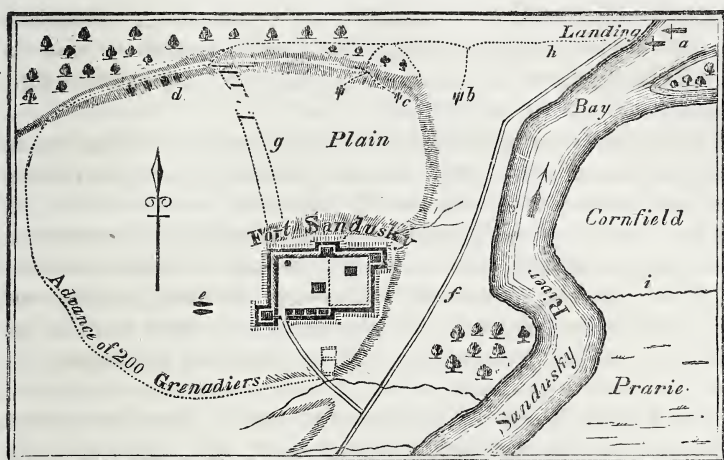 Landing
a
h
d
c
b
Bay
g
Plain
Fort Sandusky
Cornfield
e
f
River
i
Advance of 200 Grenadiers
Sandusky
Prarie.